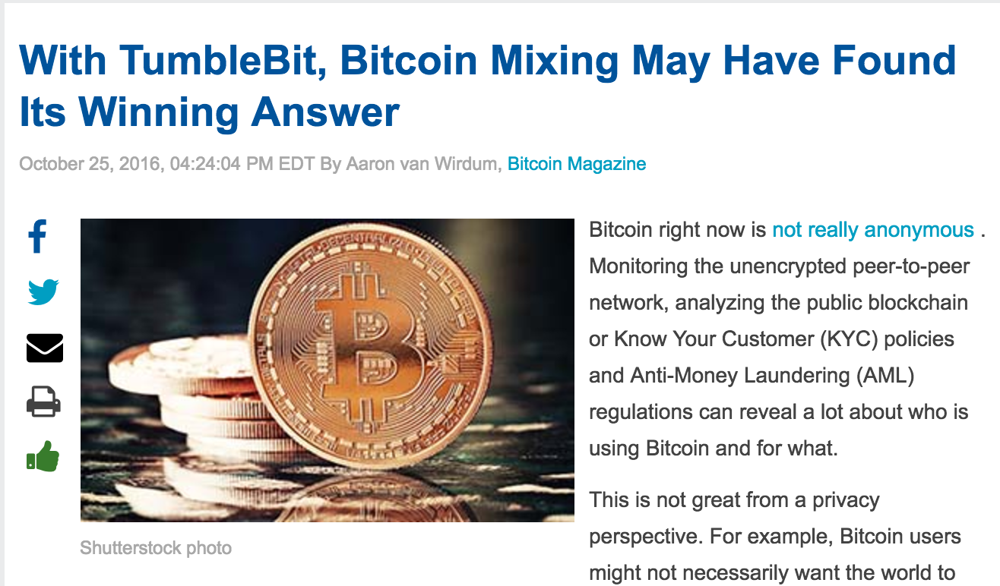 With TumbleBit, Bitcoin Mixing May Have Found
Its Winning Answer
October 25, 2016, 04:24:04 PM EDT By Aaron van Wirdum, Bitcoin Magazine
Bitcoin right now is not really anonymous .
Monitoring the unencrypted peer-to-peer
network, analyzing the public blockchain
or Know Your Customer (KYC) policies
and Anti-Money Laundering (AML)
regulations can reveal a lot about who is
using Bitcoin and for what.
This is not great from a privacy
perspective. For example, Bitcoin users
might not necessarily want the world to
Shutterstock photo